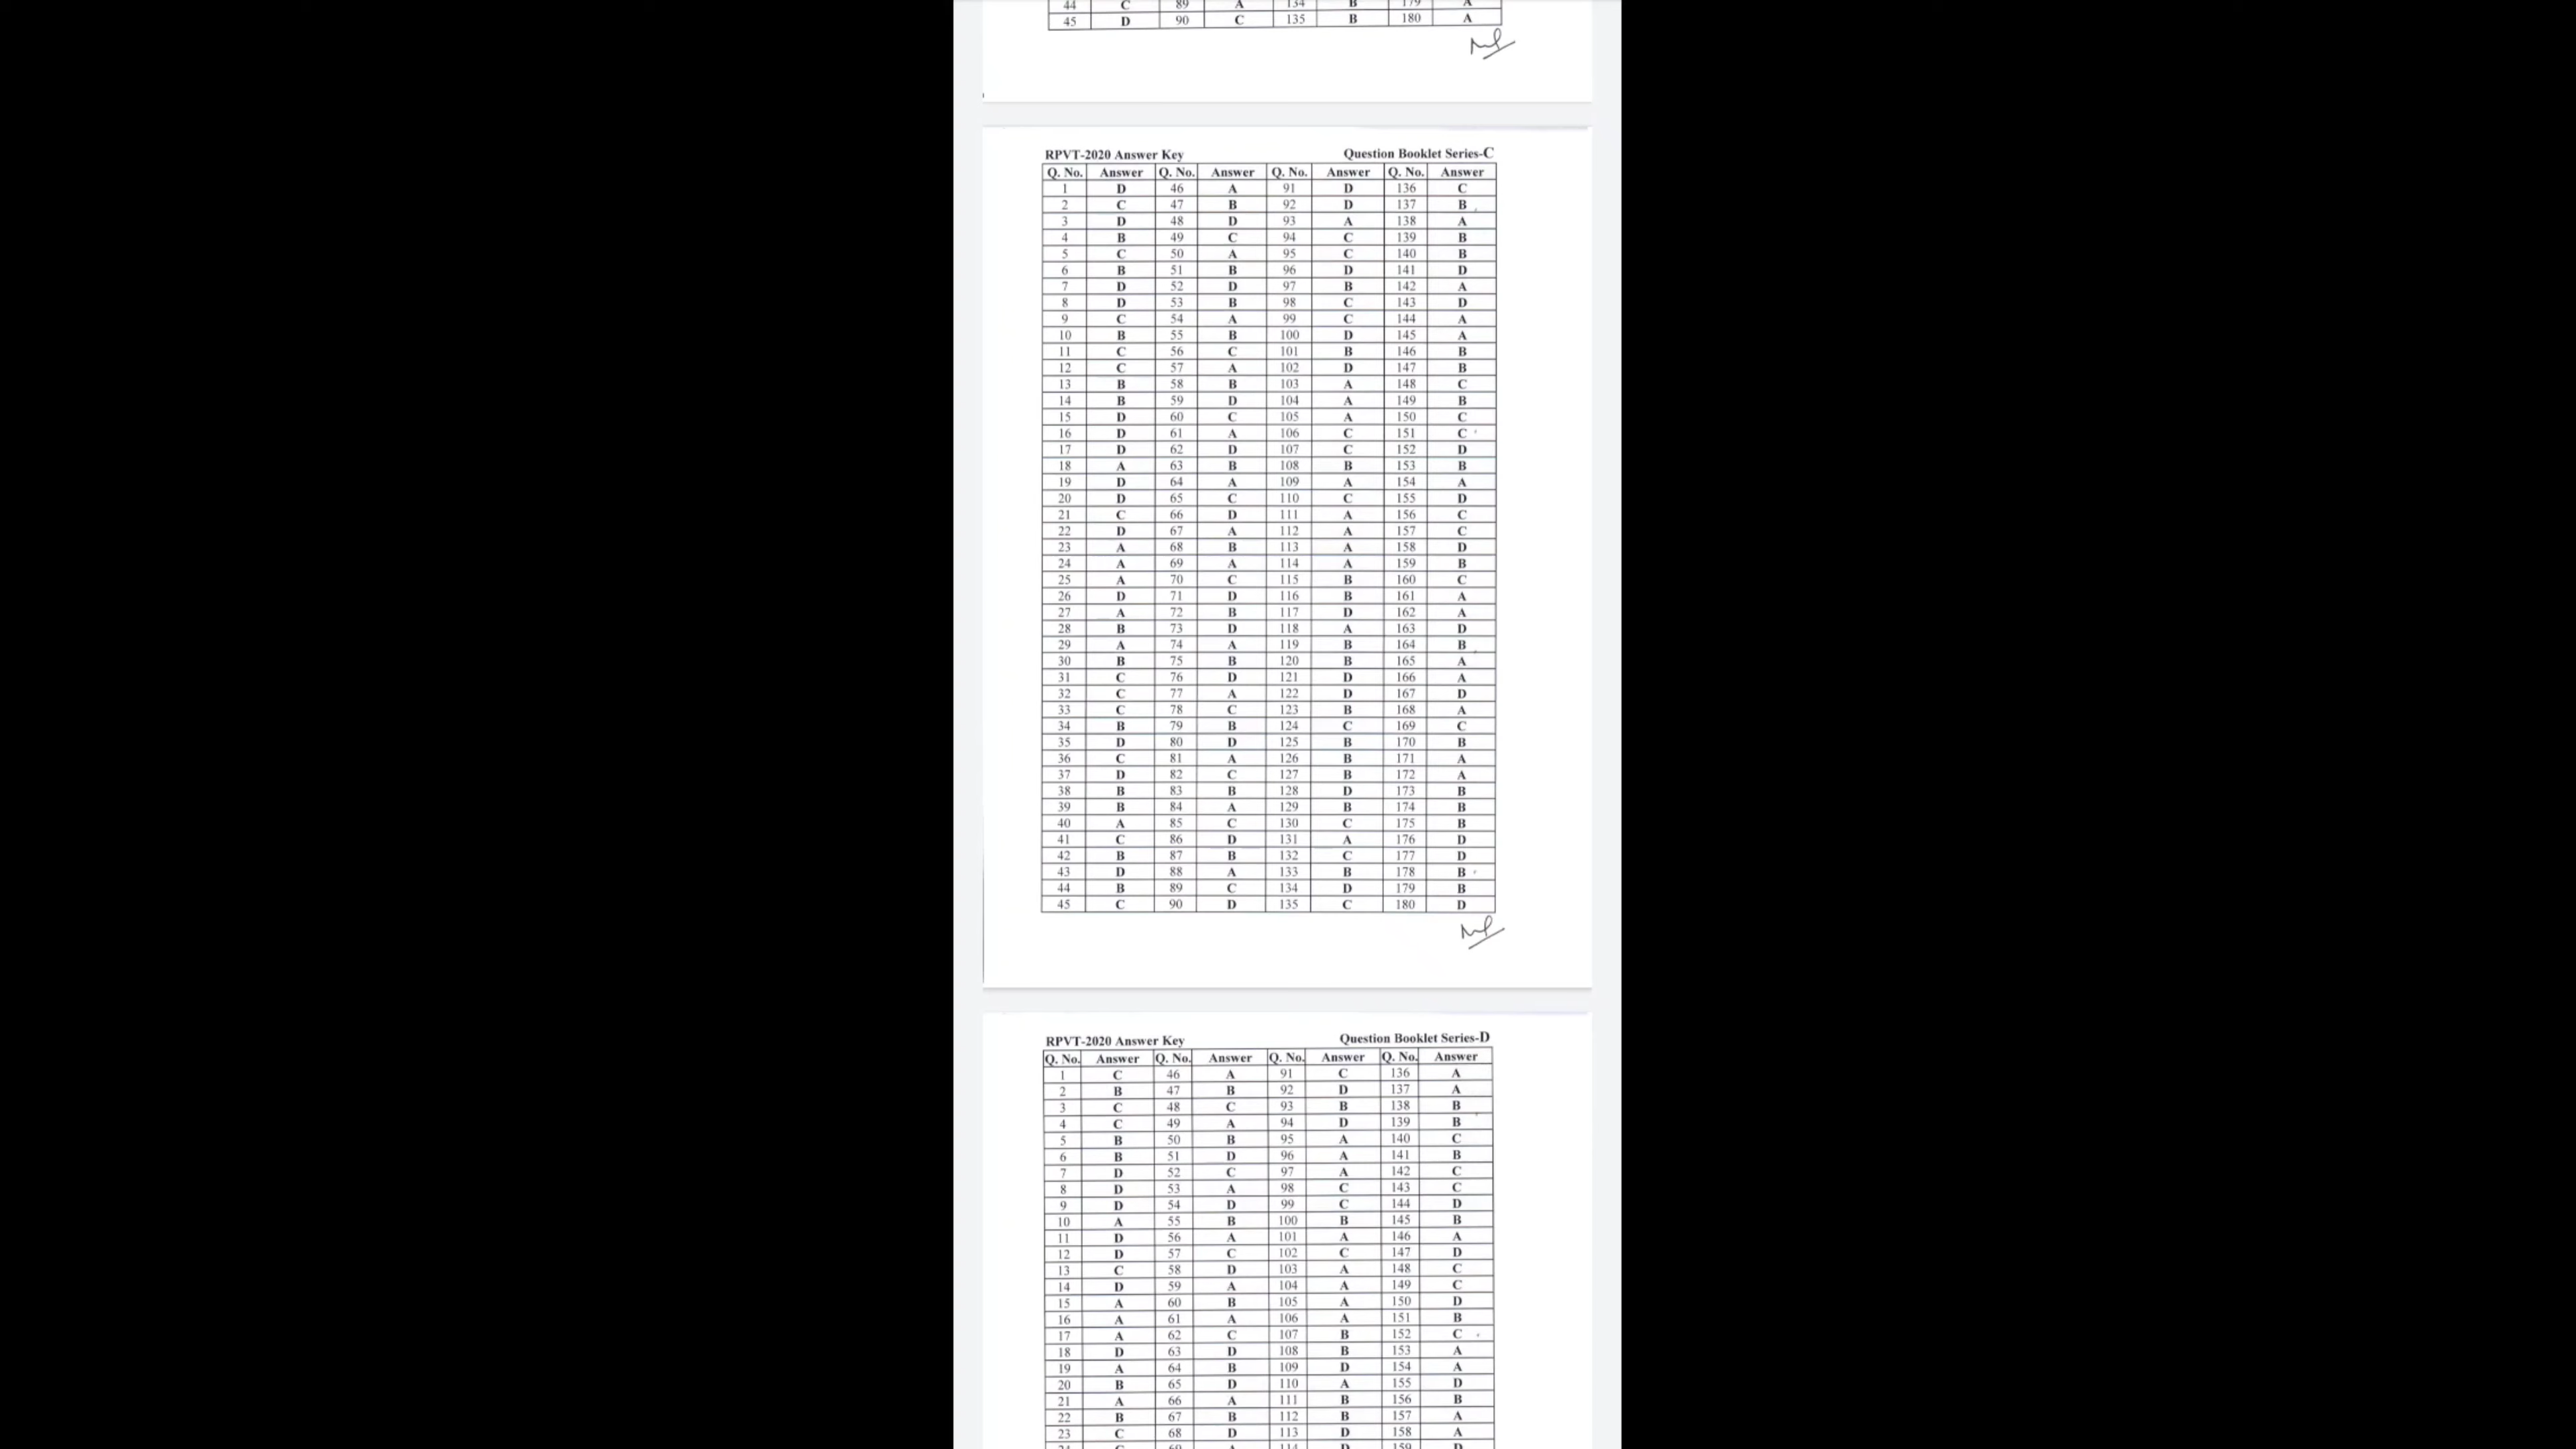 44 C 89 A 134 B 179 A
45 D 90 C 135 B 180 A
RPVT-2020 Answer Key Question Booklet Series-C
Q. No. Answer Q. No. Answer Q. No. Answer Q. No. Answer
1 D 46 A 91 D 136 C
2 C 47 B 92 D 137 B
3 D 48 D 93 A 138 A
4 B 49 C 94 C 139 B
5 C 50 A 95 C 140 B
6 B 51 B 96 D 141 D
7 D 52 D 97 B 142 A
8 D 53 B 98 C 143 D
9 C 54 A 99 C 144 A
10 B 55 B 100 D 145 A
11 C 56 C 101 B 146 B
12 C 57 A 102 D 147 B
13 B 58 B 103 A 148 C
14 B 59 D 104 A 149 B
15 D 60 C 105 A 150 C
16 D 61 A 106 C 151 C
17 D 62 D 107 C 152 D
18 A 63 B 108 B 153 B
19 D 64 A 109 A 154 A
20 D 65 C 110 C 155 D
21 C 66 D 111 A 156 C
22 D 67 A 112 A 157 C
23 A 68 B 113 A 158 D
24 A 69 A 114 A 159 B
25 A 70 C 115 B 160 C
26 D 71 D 116 B 161 A
27 A 72 B 117 D 162 A
28 B 73 D 118 A 163 D
29 A 74 A 119 B 164 B
30 B 75 B 120 B 165 A
31 C 76 D 121 D 166 A
32 C 77 A 122 D 167 D
33 C 78 C 123 B 168 A
34 B 79 B 124 C 169 C
35 D 80 D 125 B 170 B
36 C 81 A 126 B 171 A
37 D 82 C 127 B 172 A
38 B 83 B 128 D 173 B
39 B 84 A 129 B 174 B
40 A 85 C 130 C 175 B
41 C 86 D 131 A 176 D
42 B 87 B 132 C 177 D
43 D 88 A 133 B 178 B
44 B 89 C 134 D 179 B
45 C 90 D 135 C 180 D
RPVT-2020 Answer Key Question Booklet Series-D
Q. No. Answer Q. No. Answer Q. No. Answer Q. No. Answer
1 C 46 A 91 C 136 A
2 B 47 B 92 D 137 A
3 C 48 C 93 B 138 B
4 C 49 A 94 D 139 B
5 B 50 B 95 A 140 C
6 B 51 D 96 A 141 B
7 D 52 C 97 A 142 C
8 D 53 A 98 C 143 C
9 D 54 D 99 C 144 D
10 A 55 B 100 B 145 B
11 D 56 A 101 A 146 A
12 D 57 C 102 C 147 D
13 C 58 D 103 A 148 C
14 D 59 A 104 A 149 C
15 A 60 B 105 A 150 D
16 A 61 A 106 A 151 B
17 A 62 C 107 B 152 C
18 D 63 D 108 B 153 A
19 A 64 B 109 D 154 A
20 B 65 D 110 A 155 D
21 A 66 A 111 B 156 B
22 B 67 B 112 B 157 A
23 C 68 D 113 D 158 A